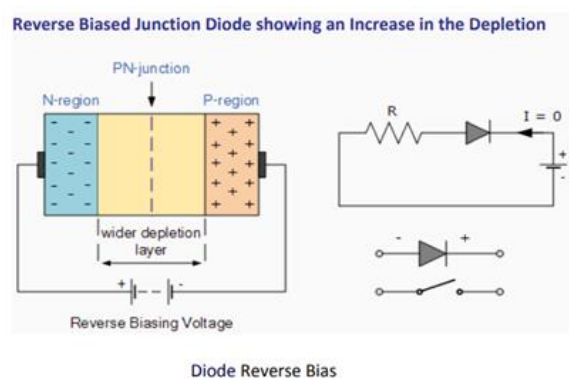 Reverse Biased Junction Diode showing an Increase in the Depletion
PN-junction
N-region
P-region
wider depletion
layer
+
-
Reverse Biasing Voltage
R
I = 0
+
-
-
+
Diode Reverse Bias